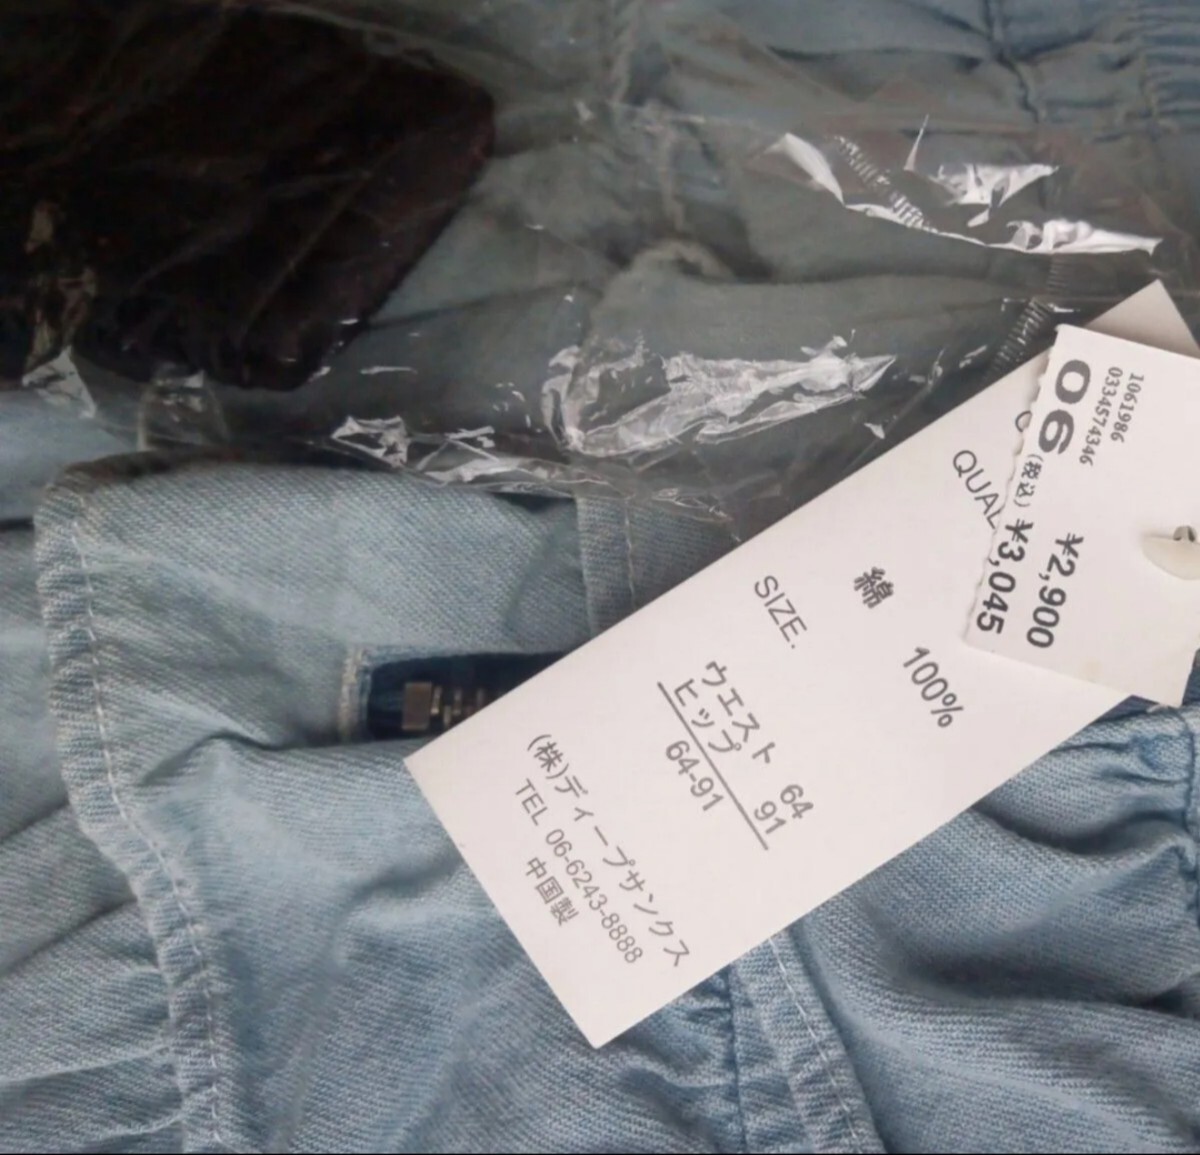 1061986
0334574346
06
¥2,900
(税込) ¥3,045
QUAL
綿 100%
SIZE.
ウエスト 64
ヒップ 91
64-91
(株)ディープサンクス
TEL 06-6243-8888
中国製